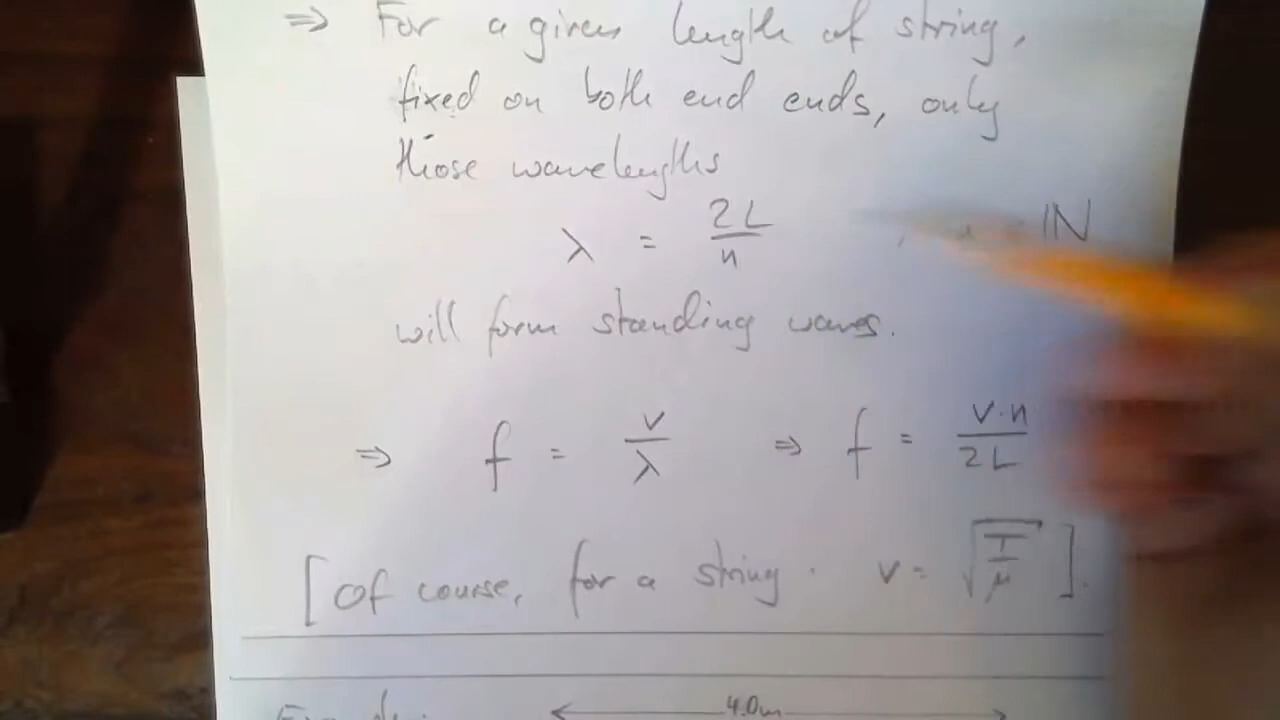 ⇒ For a given length of string,
fixed on both end ends, only
those wavelengths
λ = 2L/n , IN
will form standing waves.
⇒ f = v/λ ⇒ f = v·n/2L
[Of course, for a string. v = √(T/μ)].
4.0m